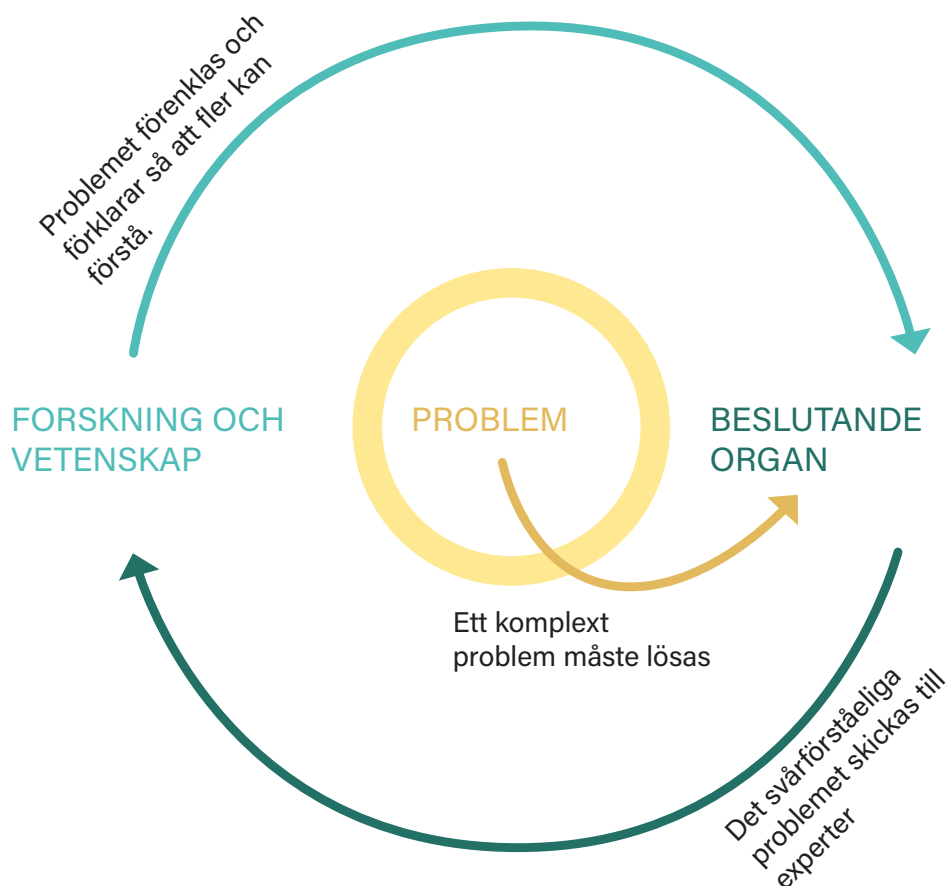 Problemet förenklas och
förklarar så att fler kan
förstå.
FORSKNING OCH
VETENSKAP
PROBLEM
BESLUTANDE
ORGAN
Ett komplext
problem måste lösas
Det svårförståeliga
problemet skickas till
experter